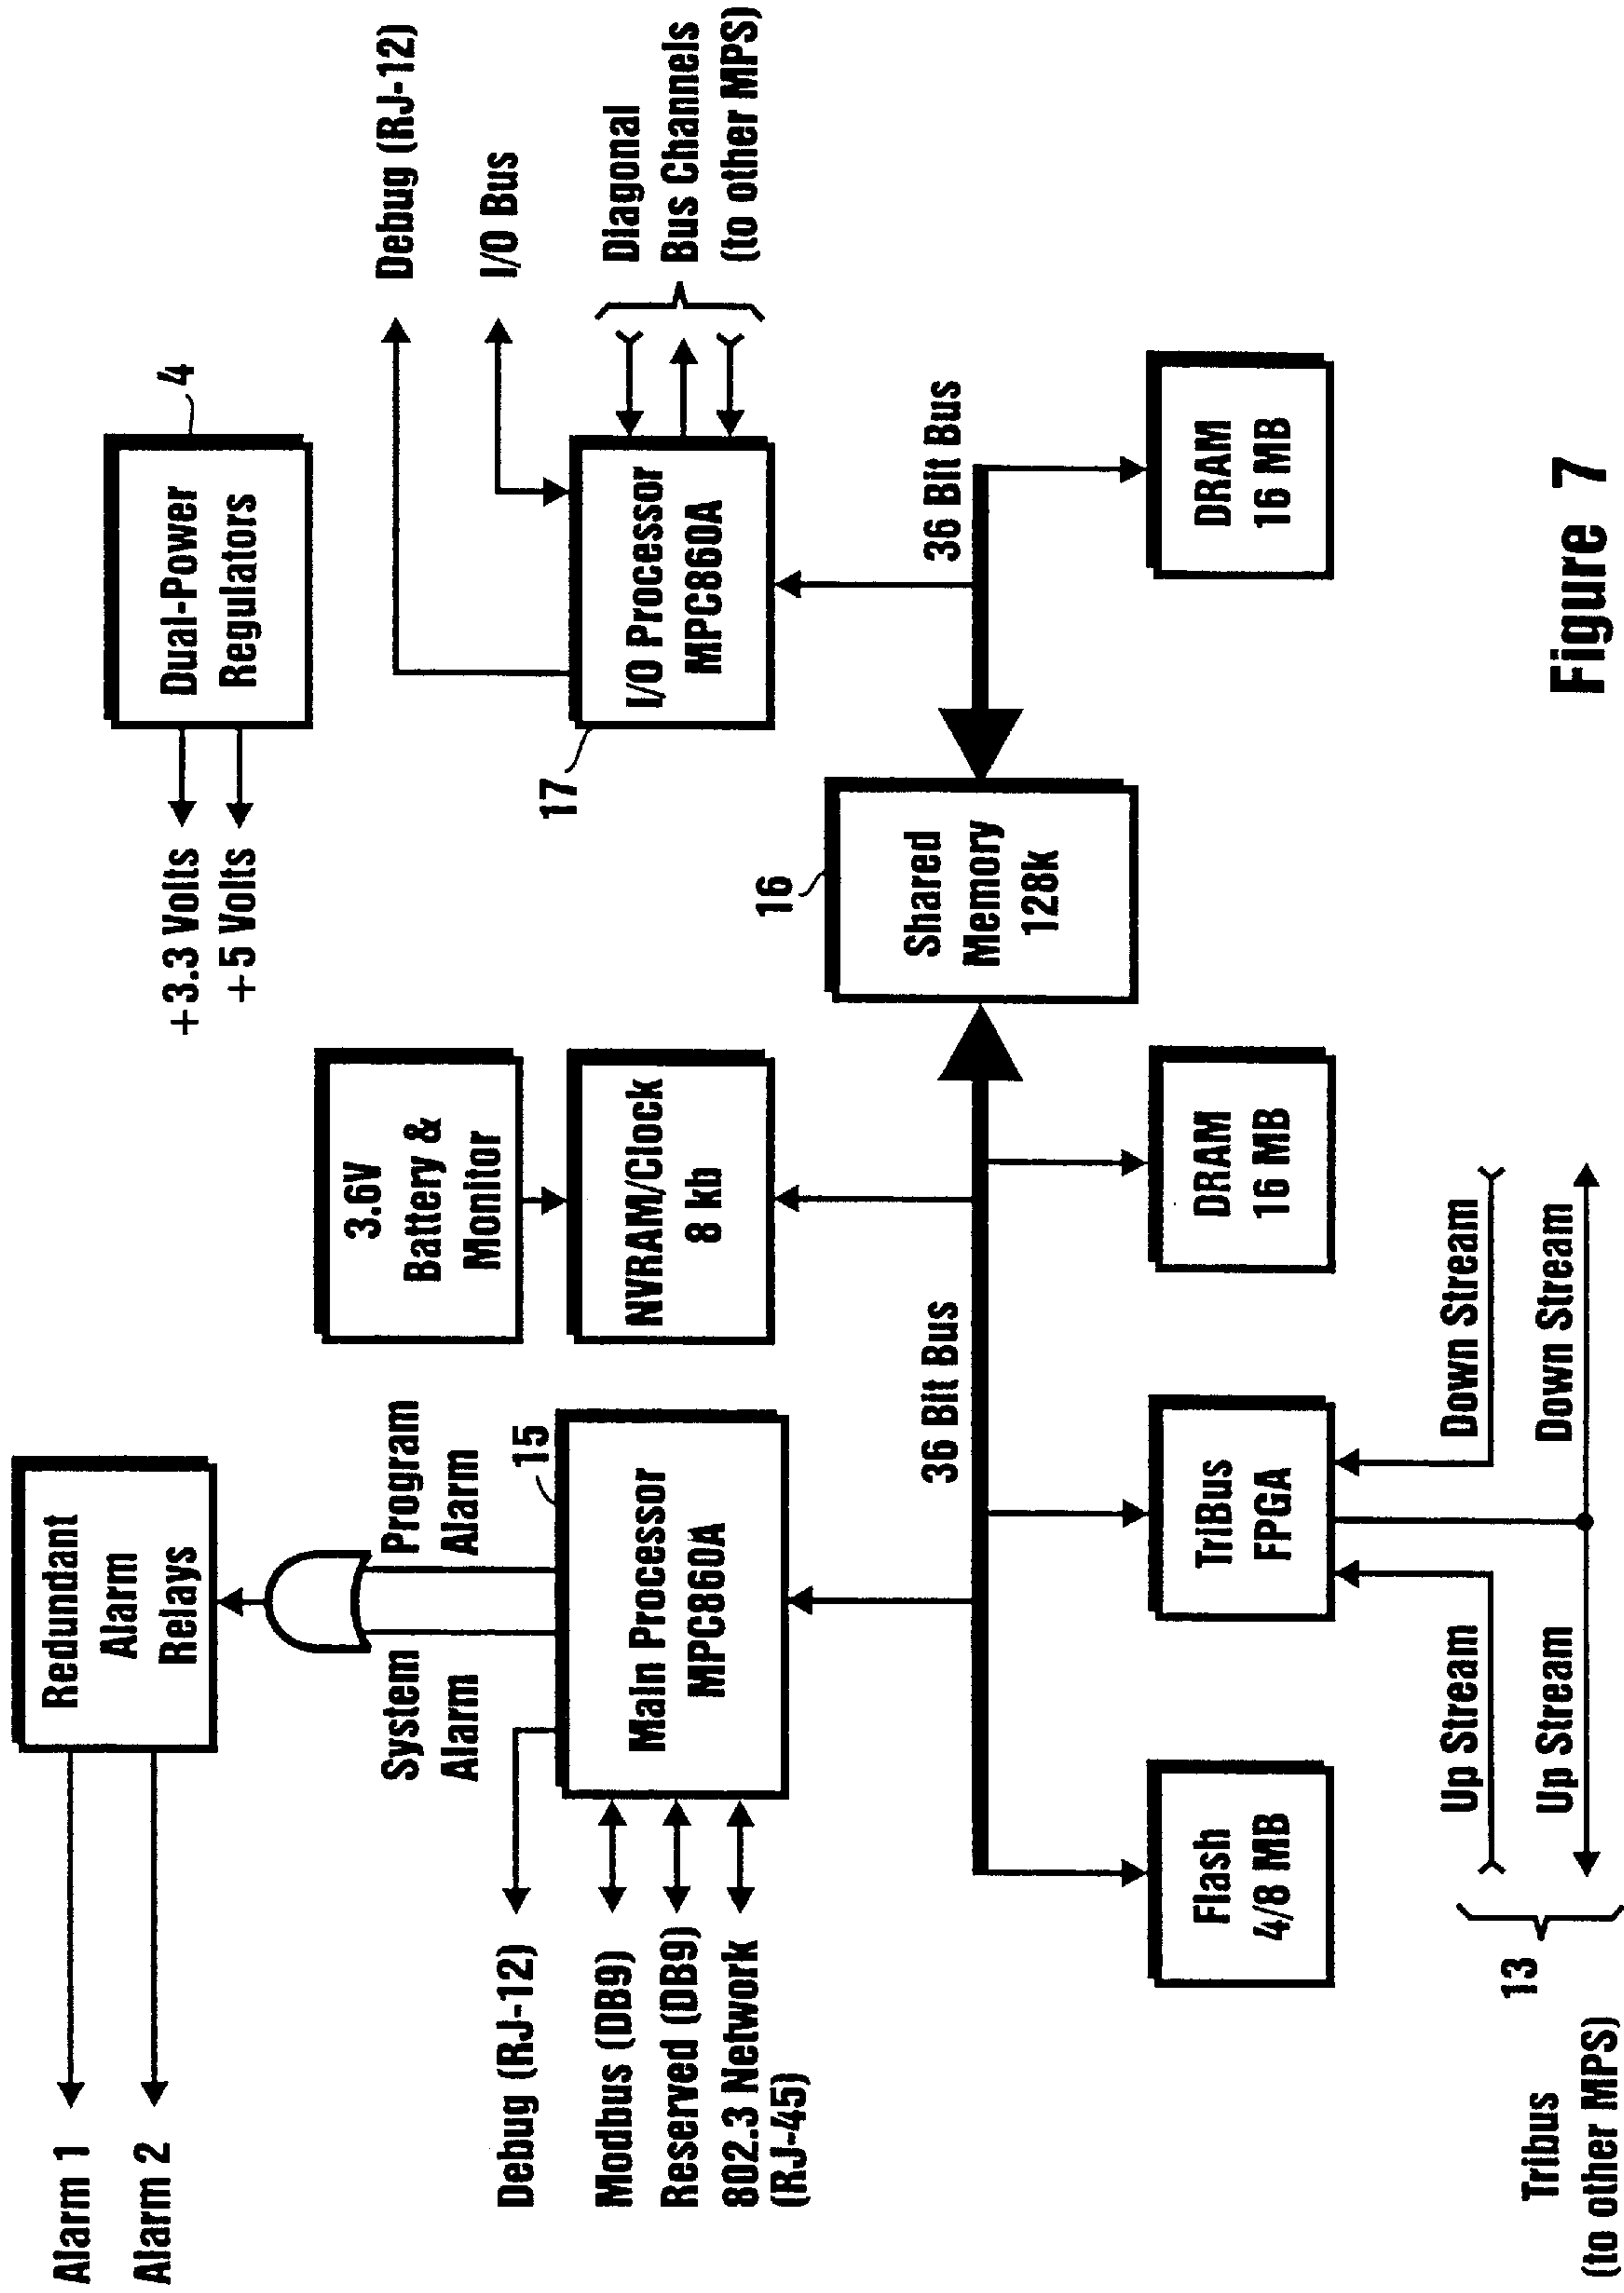 Alarm 1
Alarm 2
Redundant
Alarm
Relays
System
Alarm
Program
Alarm
15
Debug (RJ-12)
Modbus (DB9)
Reserved (DB9)
802.3 Network
(RJ-45)
Main Processor
MPC860A
3.6V
Battery &
Monitor
NVRAM/Clock
8 kb
+3.3 Volts
+5 Volts
Dual-Power
Regulators
4
Debug (RJ-12)
I/O Bus
Diagonal
Bus Channels
(to other MPS)
17
I/O Processor
MPC860A
36 Bit Bus
16
Shared
Memory
128k
36 Bit Bus
Flash
4/8 MB
TriBus
FPGA
DRAM
16 MB
DRAM
16 MB
Up Stream
Down Stream
Up Stream
Down Stream
13
Tribus
(to other MPS)
Figure 7